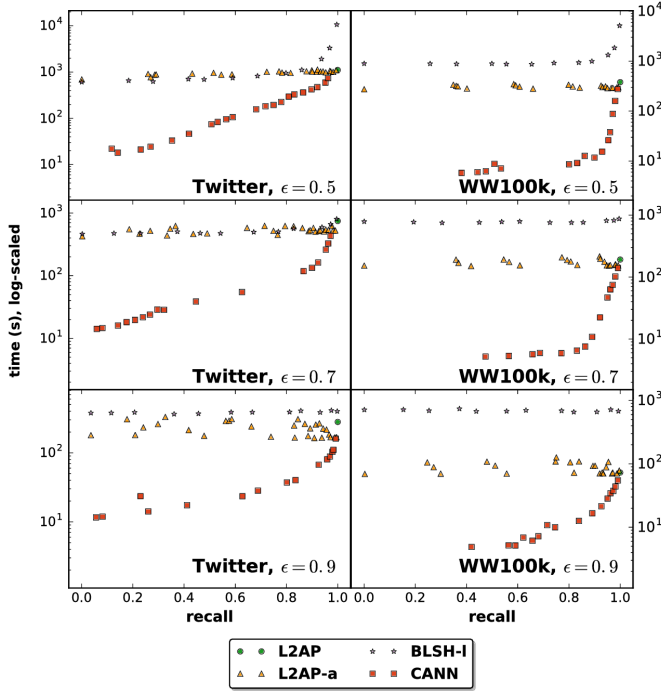 10⁴
10³
10²
10¹
Twitter, ϵ=0.5
10⁴
10³
10²
10¹
WW100k, ϵ=0.5
time (s), log-scaled
10³
10²
10¹
Twitter, ϵ=0.7
10³
10²
10¹
WW100k, ϵ=0.7
10²
10¹
Twitter, ϵ=0.9
10³
10²
10¹
WW100k, ϵ=0.9
0.0 0.2 0.4 0.6 0.8 1.0
0.0 0.2 0.4 0.6 0.8 1.0
recall
recall
L2AP
BLSH-l
L2AP-a
CANN